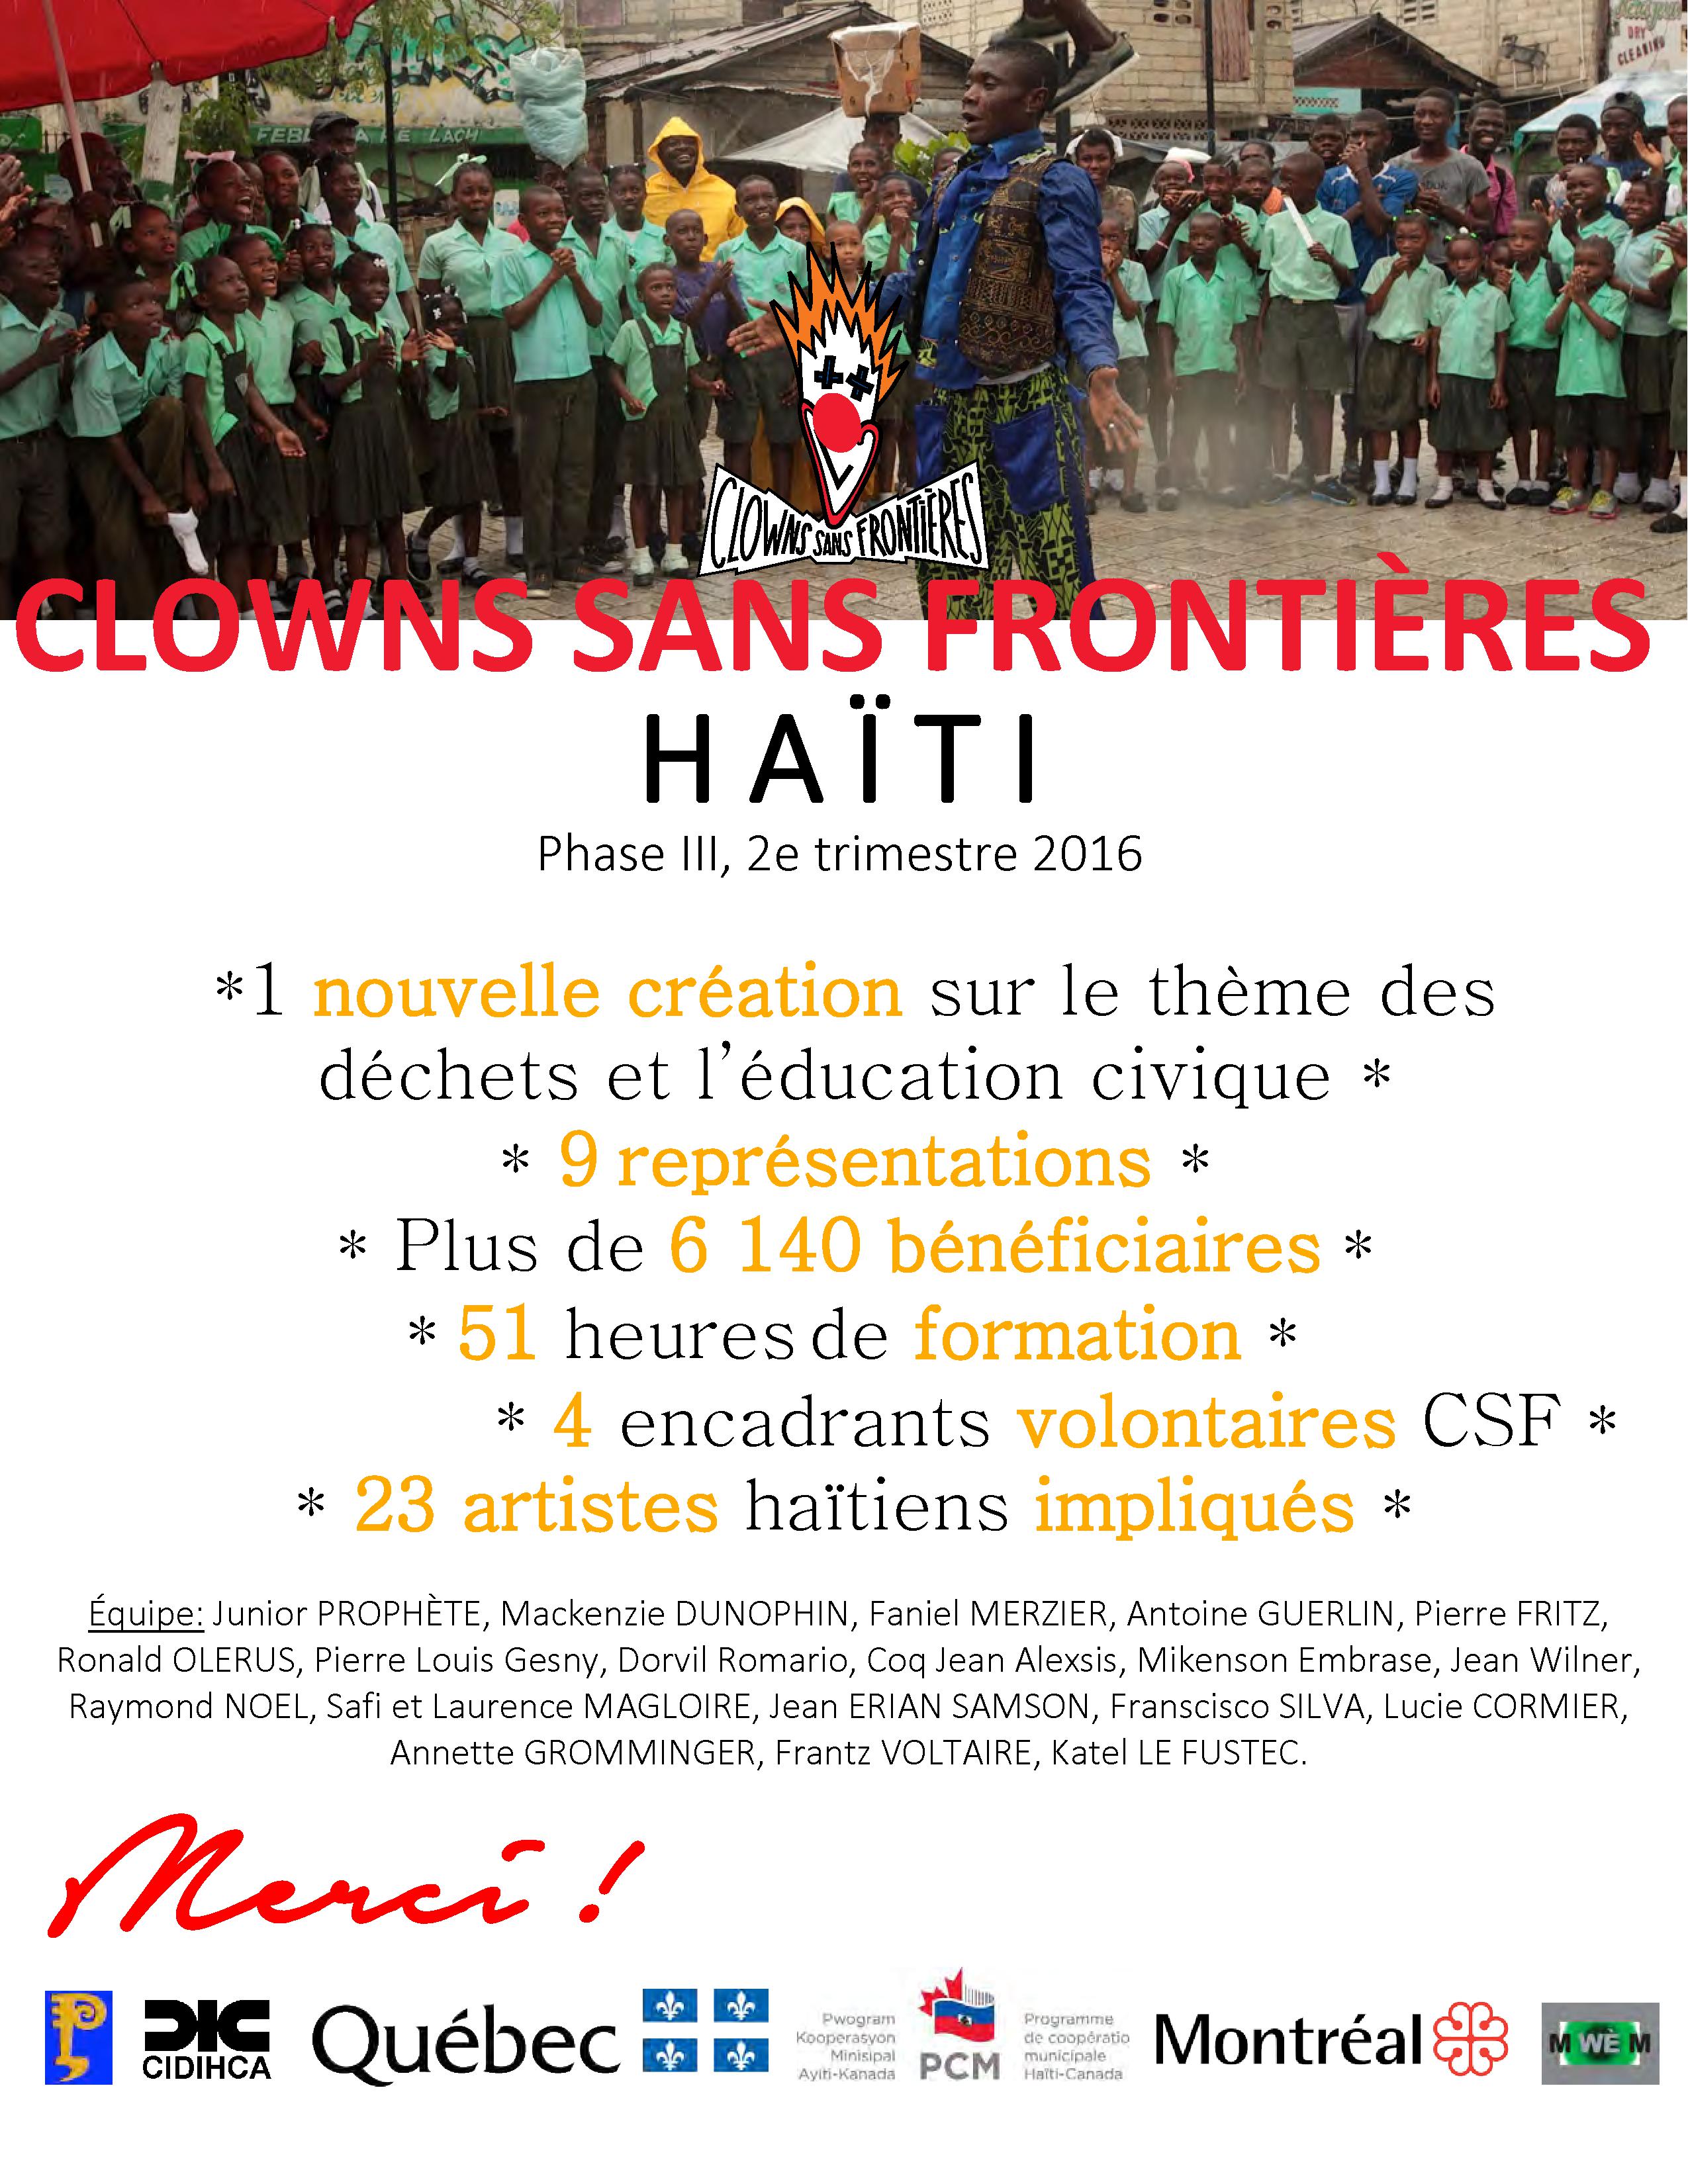 DRY
CLEANING
CLOWNS SANS FRONTIÈRES
CLOWNS SANS FRONTIÈRES
HAÏTI
Phase III, 2e trimestre 2016
*1 nouvelle création sur le thème des
déchets et l’éducation civique *
* 9 représentations *
* Plus de 6 140 bénéficiaires *
* 51 heures de formation *
* 4 encadrants volontaires CSF *
* 23 artistes haïtiens impliqués *
Équipe: Junior PROPHÈTE, Mackenzie DUNOPHIN, Faniel MERZIER, Antoine GUERLIN, Pierre FRITZ,
Ronald OLERUS, Pierre Louis Gesny, Dorvil Romario, Coq Jean Alexsis, Mikenson Embrase, Jean Wilner,
Raymond NOEL, Safi et Laurence MAGLOIRE, Jean ERIAN SAMSON, Franscisco SILVA, Lucie CORMIER,
Annette GROMMINGER, Frantz VOLTAIRE, Katel LE FUSTEC.
Merci !
CIDIHCA
Québec
Pwogram
Kooperasyon
Minisipal
Ayiti-Kanada
PCM
Programme
de coopératio
municipale
Haïti-Canada
Montréal
M WÈ M